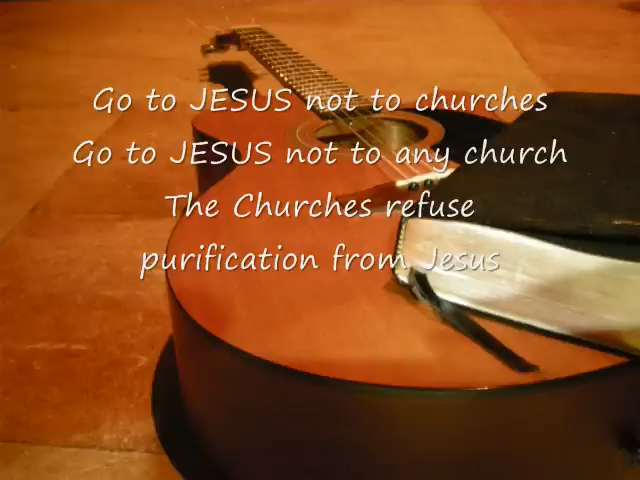 Go to JESUS not to churches
Go to JESUS not to any church
The Churches refuse
purification from Jesus